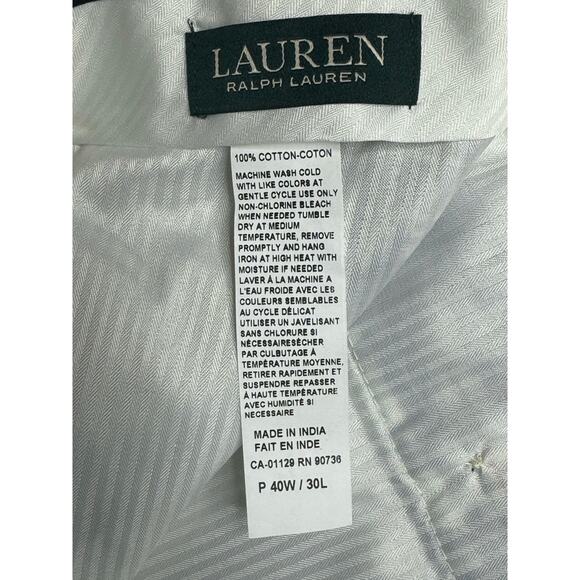 LAUREN
RALPH LAUREN
100% COTTON-COTON
MACHINE WASH COLD
WITH LIKE COLORS AT
GENTLE CYCLE USE ONLY
NON-CHLORINE BLEACH
WHEN NEEDED TUMBLE
DRY AT MEDIUM
TEMPERATURE, REMOVE
PROMPTLY AND HANG
IRON AT HIGH HEAT WITH
MOISTURE IF NEEDED
LAVER À LA MACHINE A
L'EAU FROIDE AVEC LES
COULEURS SEMBLABLES
AU CYCLE DÉLICAT
UTILISER UN JAVELISANT
SANS CHLORURE SI
NÉCESSAIRESÉCHER
PAR CULBUTAGE À
TEMPÉRATURE MOYENNE,
RETIRER RAPIDEMENT ET
SUSPENDRE REPASSER
À HAUTE TEMPÉRATURE
AVEC HUMIDITÉ SI
NECESSAIRE
MADE IN INDIA
FAIT EN INDE
CA-01129 RN 90736
P 40W / 30L